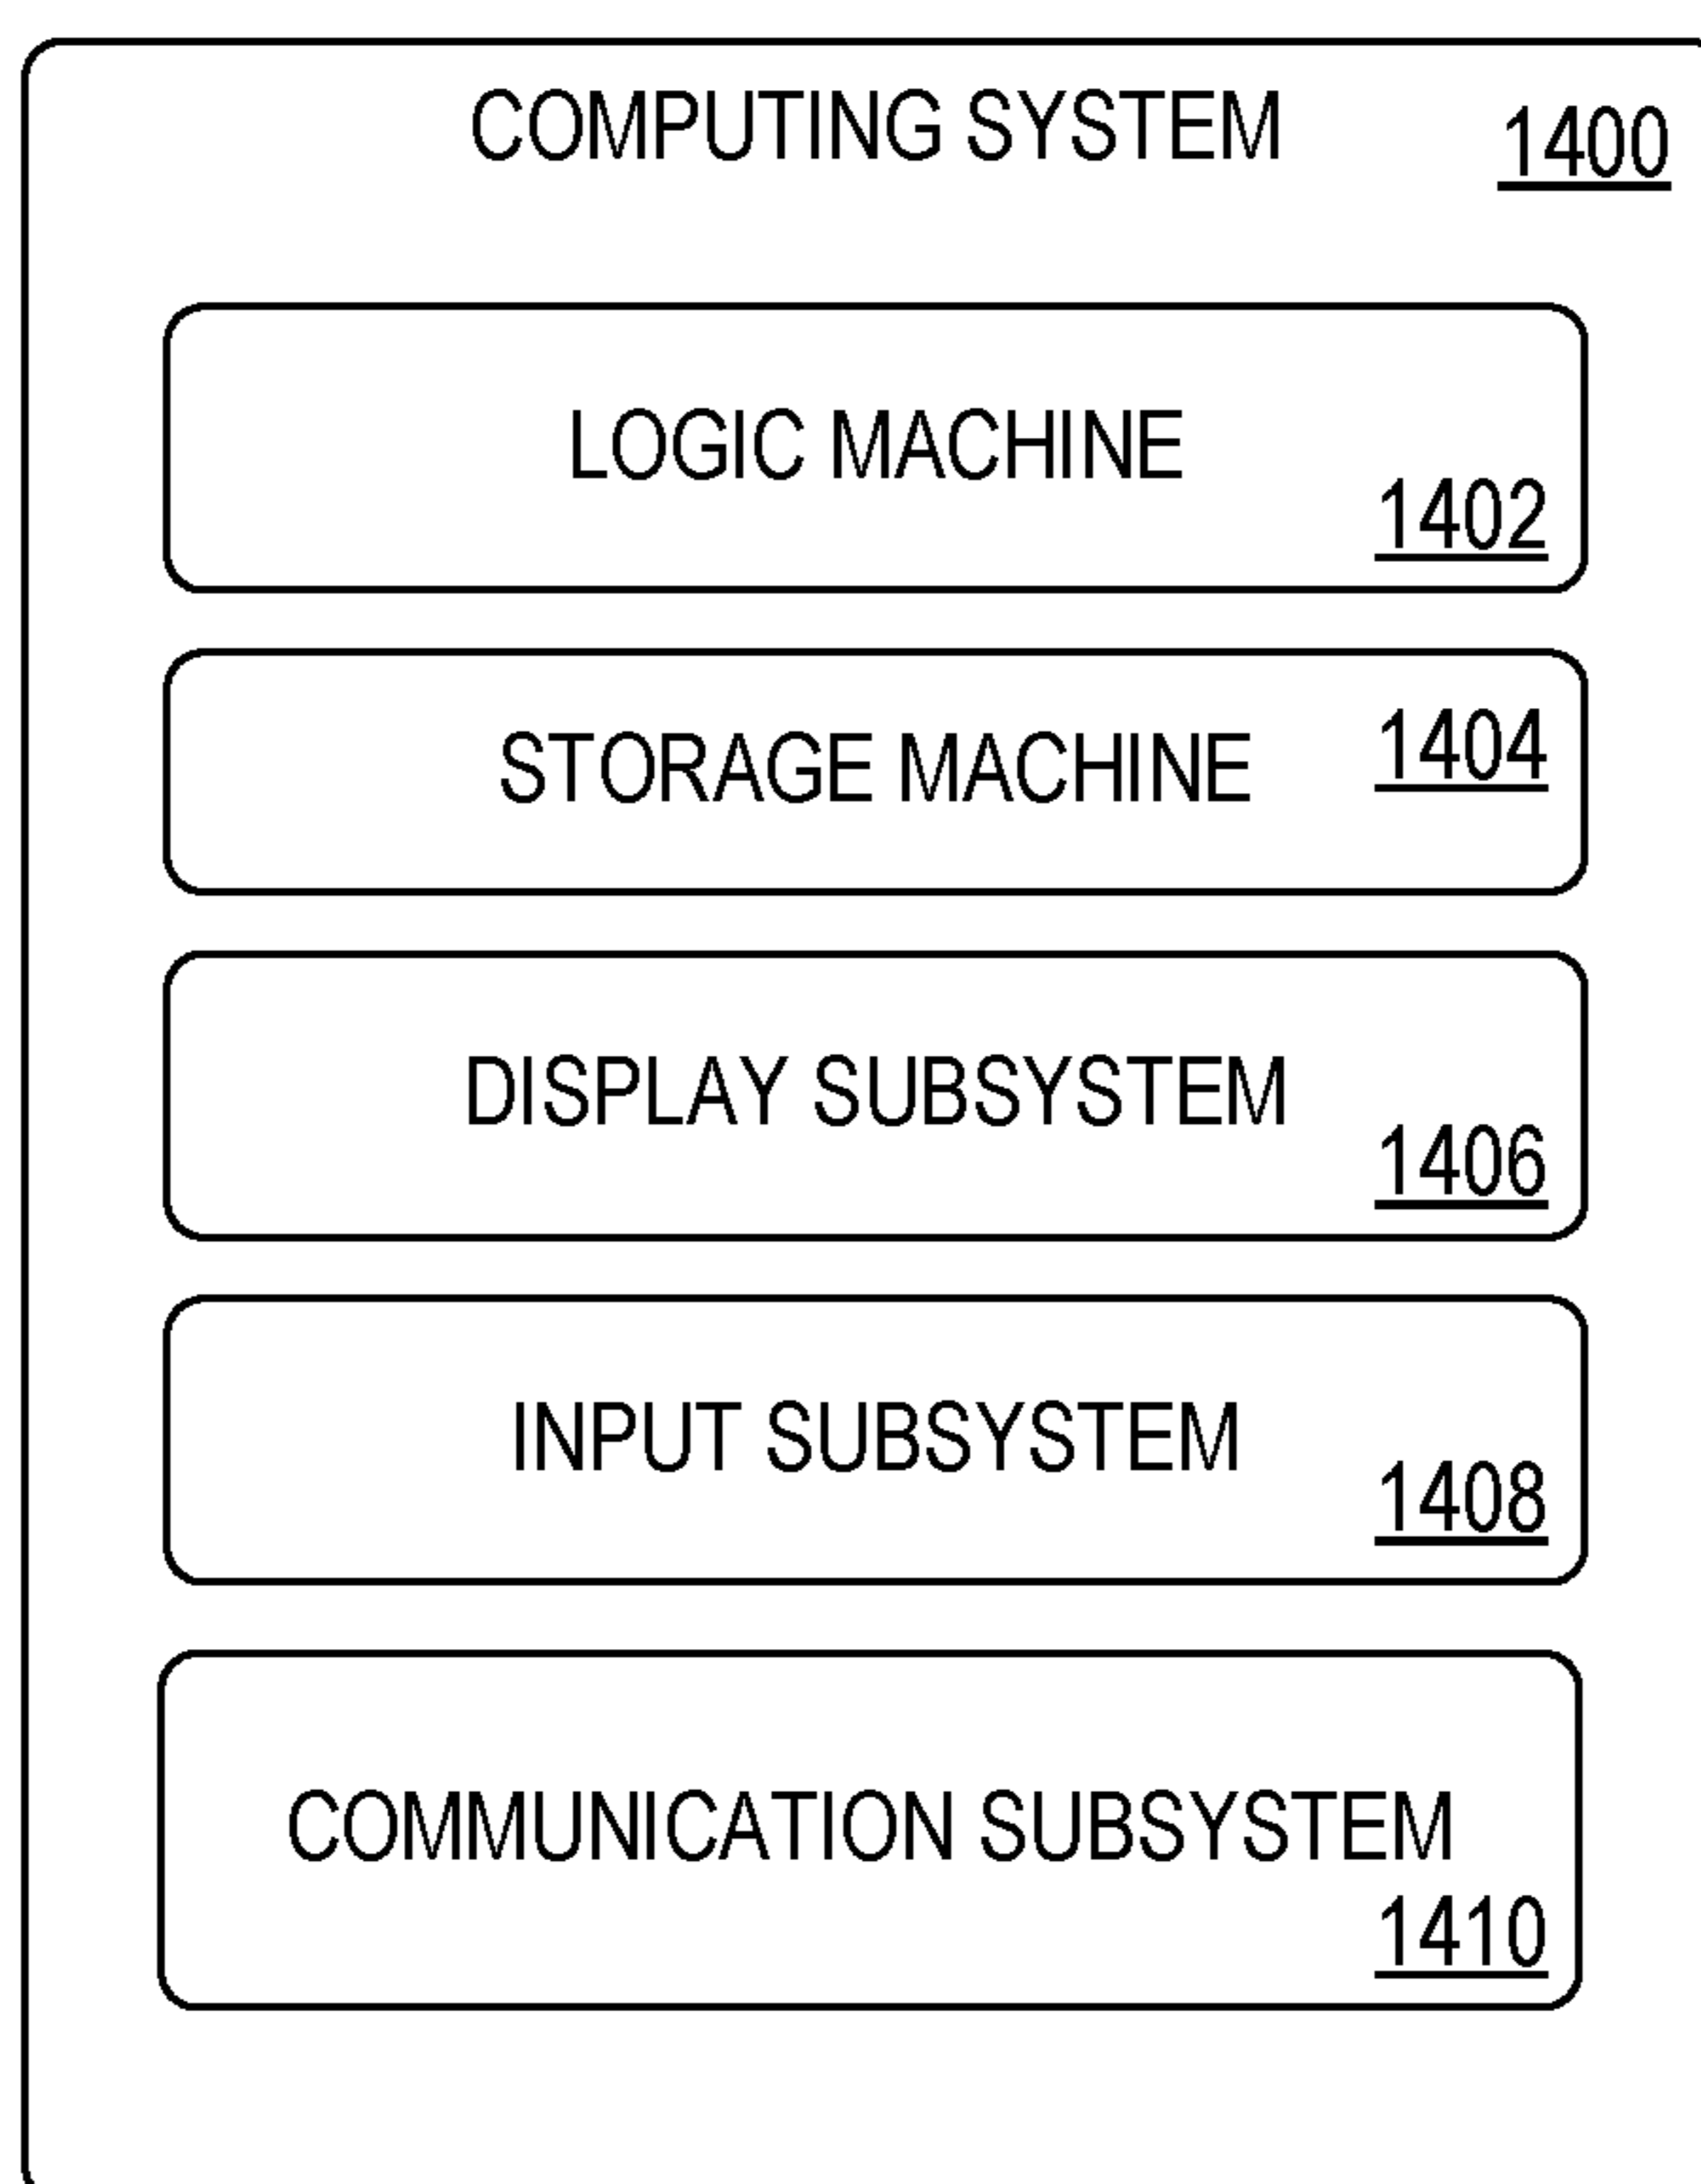 COMPUTING SYSTEM 1400
LOGIC MACHINE
1402
STORAGE MACHINE 1404
DISPLAY SUBSYSTEM
1406
INPUT SUBSYSTEM
1408
COMMUNICATION SUBSYSTEM
1410